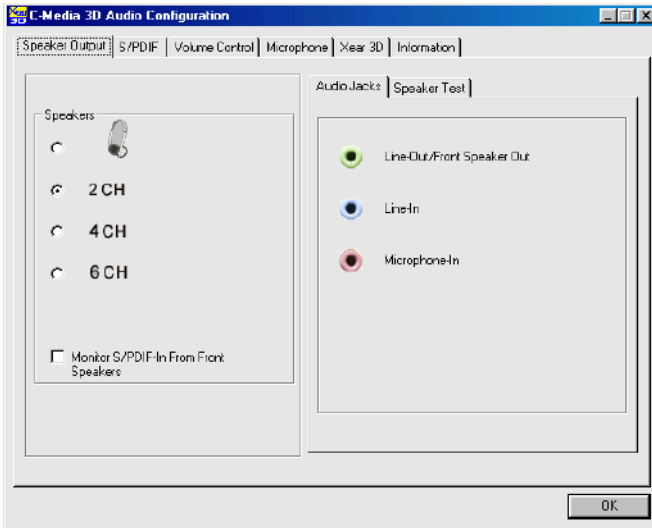 Xear 3D C-Media 3D Audio Configuration
Speaker Output S/PDIF Volume Control Microphone Xear 3D Information
Audio Jacks Speaker Test
Speakers
2 CH
4 CH
6 CH
Monitor S/PDIF-In From Front
Speakers
Line-Out/Front Speaker Out
Line-In
Microphone-In
OK